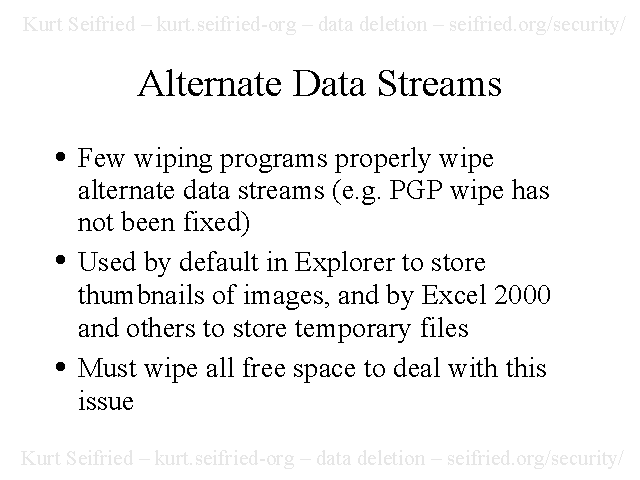 Kurt Seifried – kurt.seifried-org – data deletion – seifried.org/security/
Alternate Data Streams
• Few wiping programs properly wipe
alternate data streams (e.g. PGP wipe has
not been fixed)
• Used by default in Explorer to store
thumbnails of images, and by Excel 2000
and others to store temporary files
• Must wipe all free space to deal with this
issue
Kurt Seifried – kurt.seifried-org – data deletion – seifried.org/security/